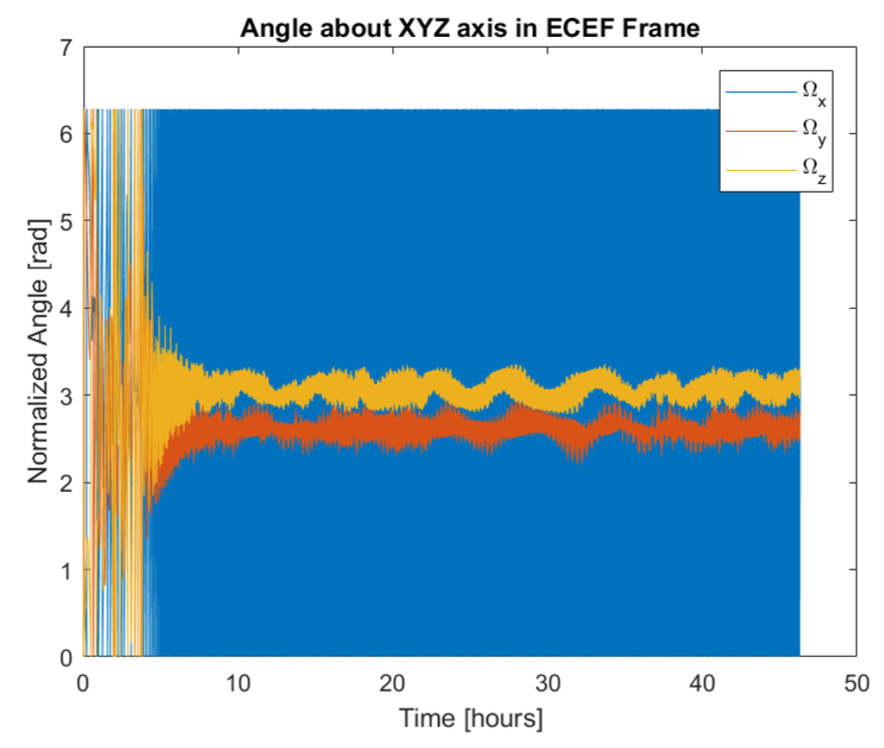 Angle about XYZ axis in ECEF Frame
7
6
5
4
3
2
1
0
Normalized Angle [rad]
Ωx
Ωy
Ωz
0 10 20 30 40 50
Time [hours]